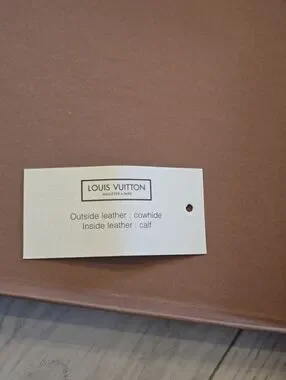 LOUIS VUITTON
Outside leather : cowhide
Inside leather : calf